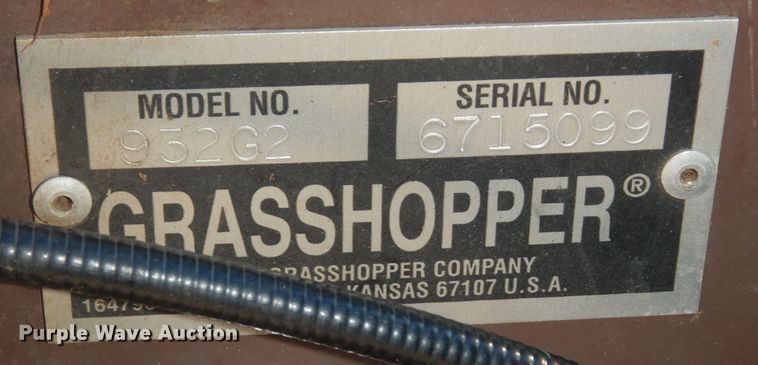 MODEL NO.
932G2
SERIAL NO.
6715099
GRASSHOPPER®
GRASSHOPPER COMPANY
KANSAS 67107 U.S.A.
Purple Wave Auction